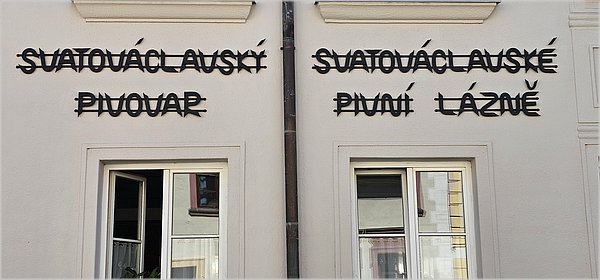 SVATOVÁCLAVSKÝ
PIVOVAR
SVATOVÁCLAVSKÉ
PIVNÍ LÁZNĚ